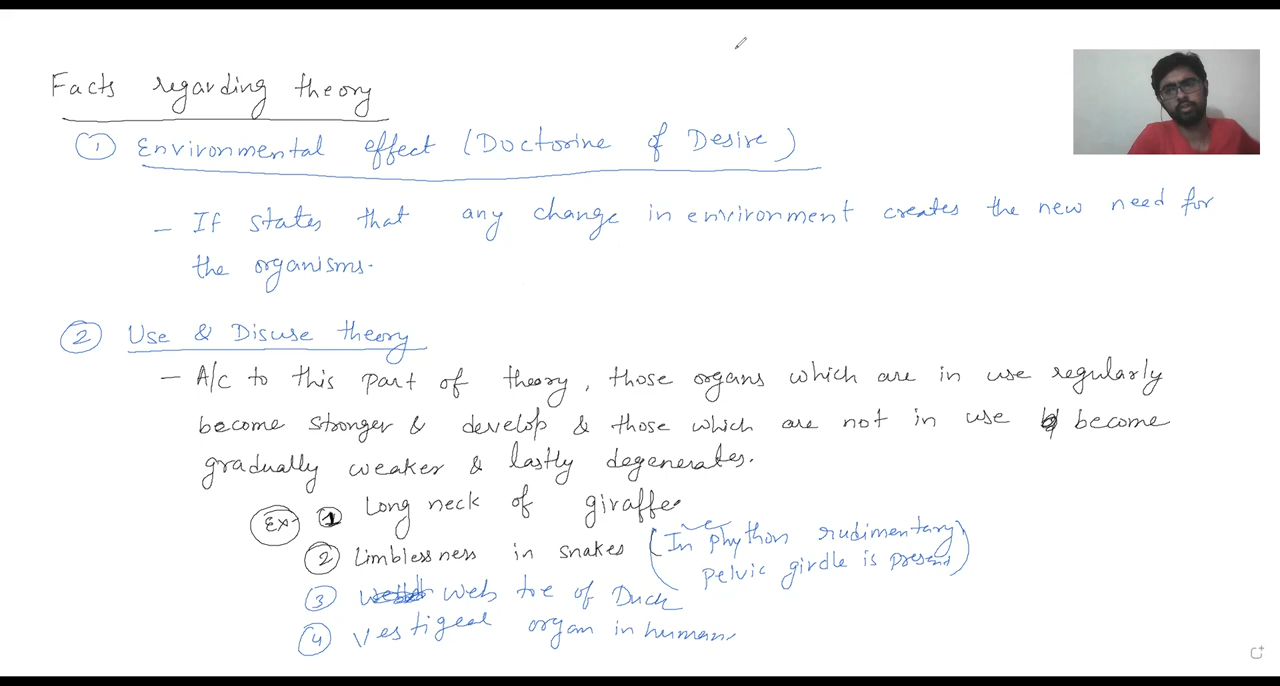 Facts regarding theory
① Environmental effect (Doctorine of Desire)
- If states that any change in environment creates the new need for
the organisms.
② Use & Disuse theory
- A/c to this part of theory, those organs which are in use regularly
become stronger & develop & those which are not in use become
gradually weaker & lastly degenerates.
Ex- ① Long neck of giraffe
② Limblessness in snakes (In phython rudimentary
pelvic girdle is present)
③ web toe of Duck
④ Vestigeal organ in humans